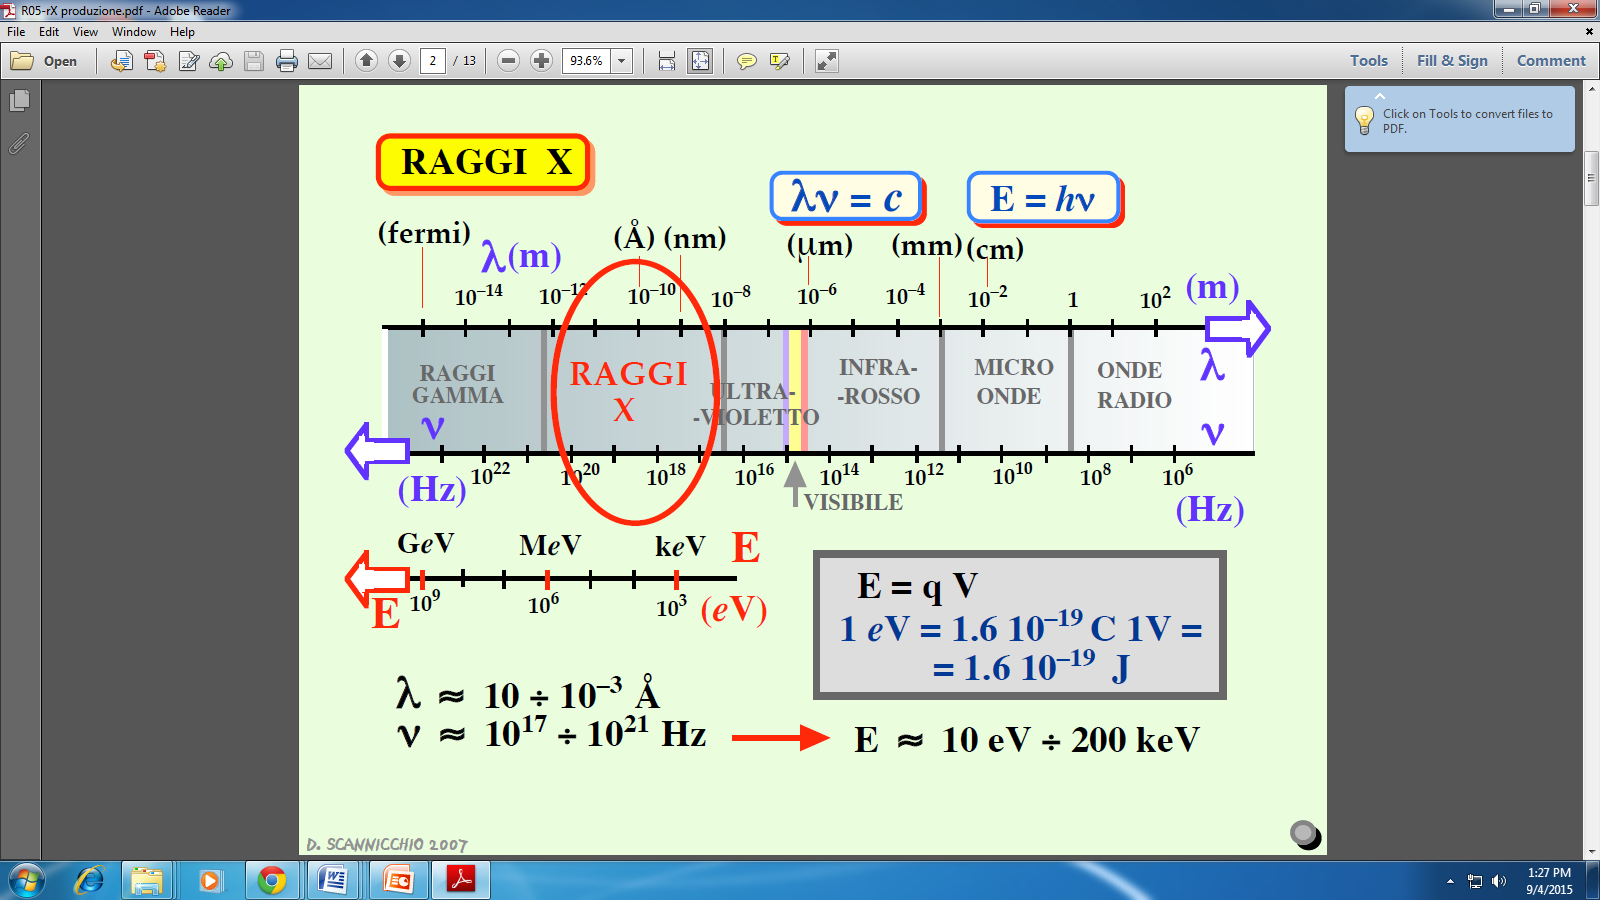 R05-rX produzione.pdf - Adobe Reader
File Edit View Window Help
Open 2 / 13 93.6% Tools Fill & Sign Comment
Click on Tools to convert files to
PDF.
RAGGI X
λν = c E = hν
(fermi) λ(m) (Å) (nm) (μm) (mm) (cm)
10⁻¹⁴ 10⁻¹² 10⁻¹⁰ 10⁻⁸ 10⁻⁶ 10⁻⁴ 10⁻² 1 10² (m)
RAGGI
GAMMA
RAGGI
X
ULTRA-
-VIOLETTO
INFRA-
-ROSSO
MICRO
ONDE
ONDE
RADIO
λ
ν ν
(Hz) 10²² 10²⁰ 10¹⁸ 10¹⁶ 10¹⁴ 10¹² 10¹⁰ 10⁸ 10⁶ (Hz)
VISIBILE
GeV MeV keV E
E 10⁹ 10⁶ 10³ (eV)
E = q V
1 eV = 1.6 10⁻¹⁹ C 1V =
= 1.6 10⁻¹⁹ J
λ ≈ 10 ÷ 10⁻³ Å
ν ≈ 10¹⁷ ÷ 10²¹ Hz
E ≈ 10 eV ÷ 200 keV
D. SCANNICCHIO 2007
1:27 PM
9/4/2015